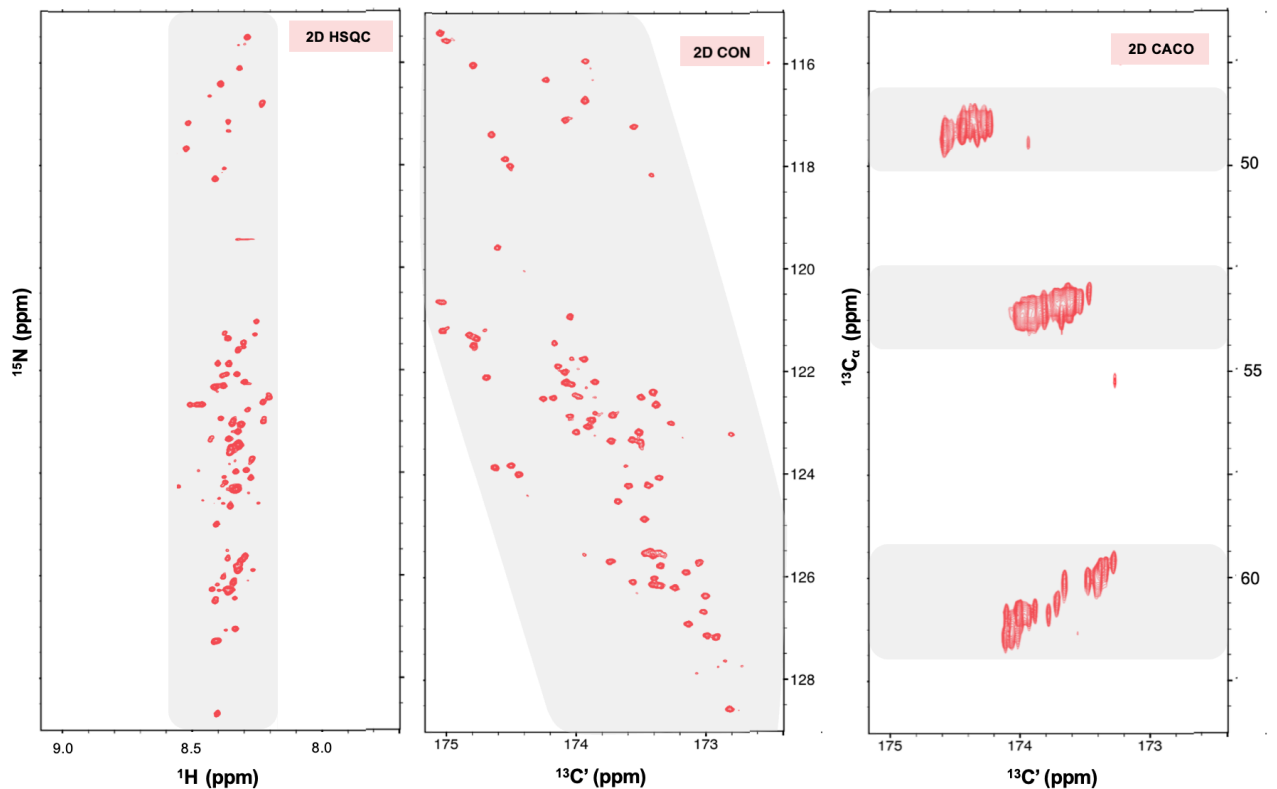 2D HSQC
2D CON
2D CACO
116
118
120
122
124
126
128
50
55
60
¹⁵N (ppm)
¹³Cα (ppm)
9.0 8.5 8.0
175 174 173
175 174 173
¹H (ppm)
¹³C’ (ppm)
¹³C’ (ppm)